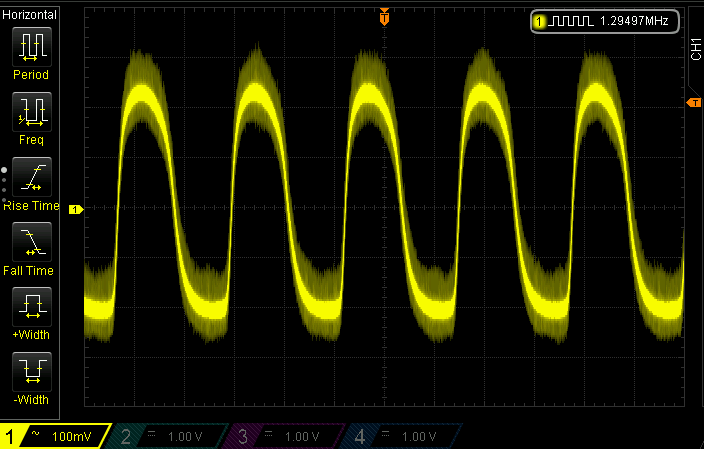 Horizontal
Period
Freq
Rise Time
Fall Time
+Width
-Width
T
1 1.29497MHz
CH1
T
1
1 ~ 100mV
2 1.00 V
3 1.00 V
4 1.00 V